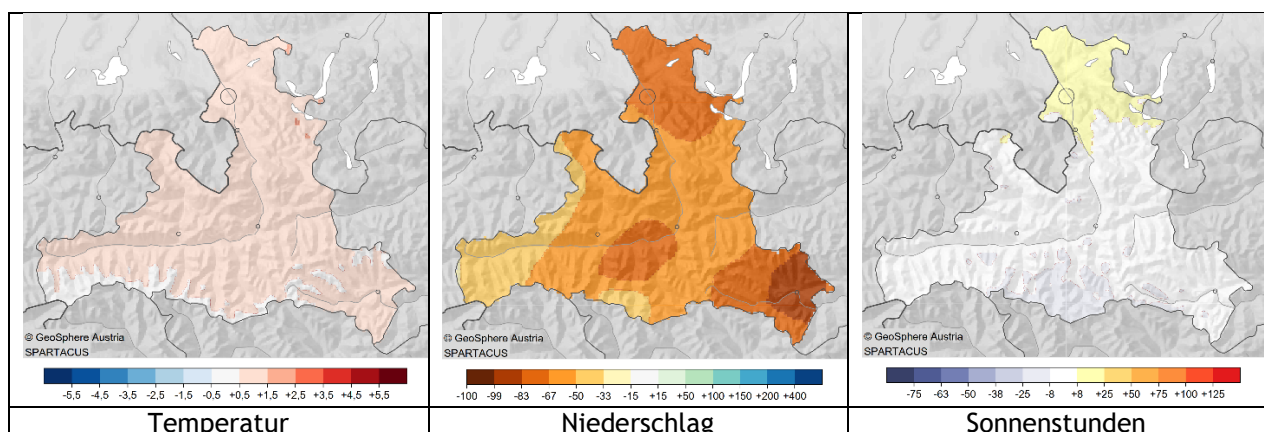 © GeoSphere Austria
SPARTACUS
-5.5 -4.5 -3.5 -2.5 -1.5 -0.5 +0.5 +1.5 +2.5 +3.5 +4.5 +5.5
Temperatur
© GeoSphere Austria
SPARTACUS
-100 -99 -83 -67 -50 -33 -15 +15 +50 +100 +150 +200 +400
Niederschlag
© GeoSphere Austria
SPARTACUS
-75 -63 -50 -38 -25 -8 +8 +25 +50 +75 +100 +125
Sonnenstunden